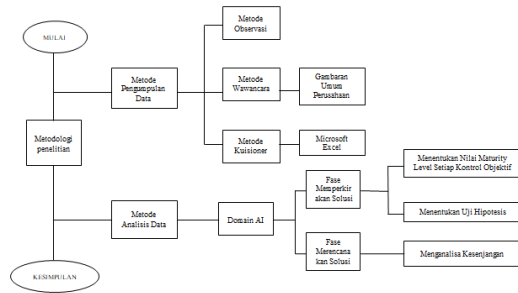 MULAI
Metode
Observasi
Metode
Pengumpulan
Data
Metode
Wawancara
Gambaran
Umum
Perusahaan
Metodologi
penelitian
Metode
Kuisioner
Microsoft
Excel
Metode
Analisis Data
Domain AI
Fase
Memperkir
akan Solusi
Menentukan Nilai Maturity
Level Setiap Kontrol Objektif
Menentukan Uji Hipotesis
Fase
Merencana
kan Solusi
Menganalisa Kesenjangan
KESIMPULAN